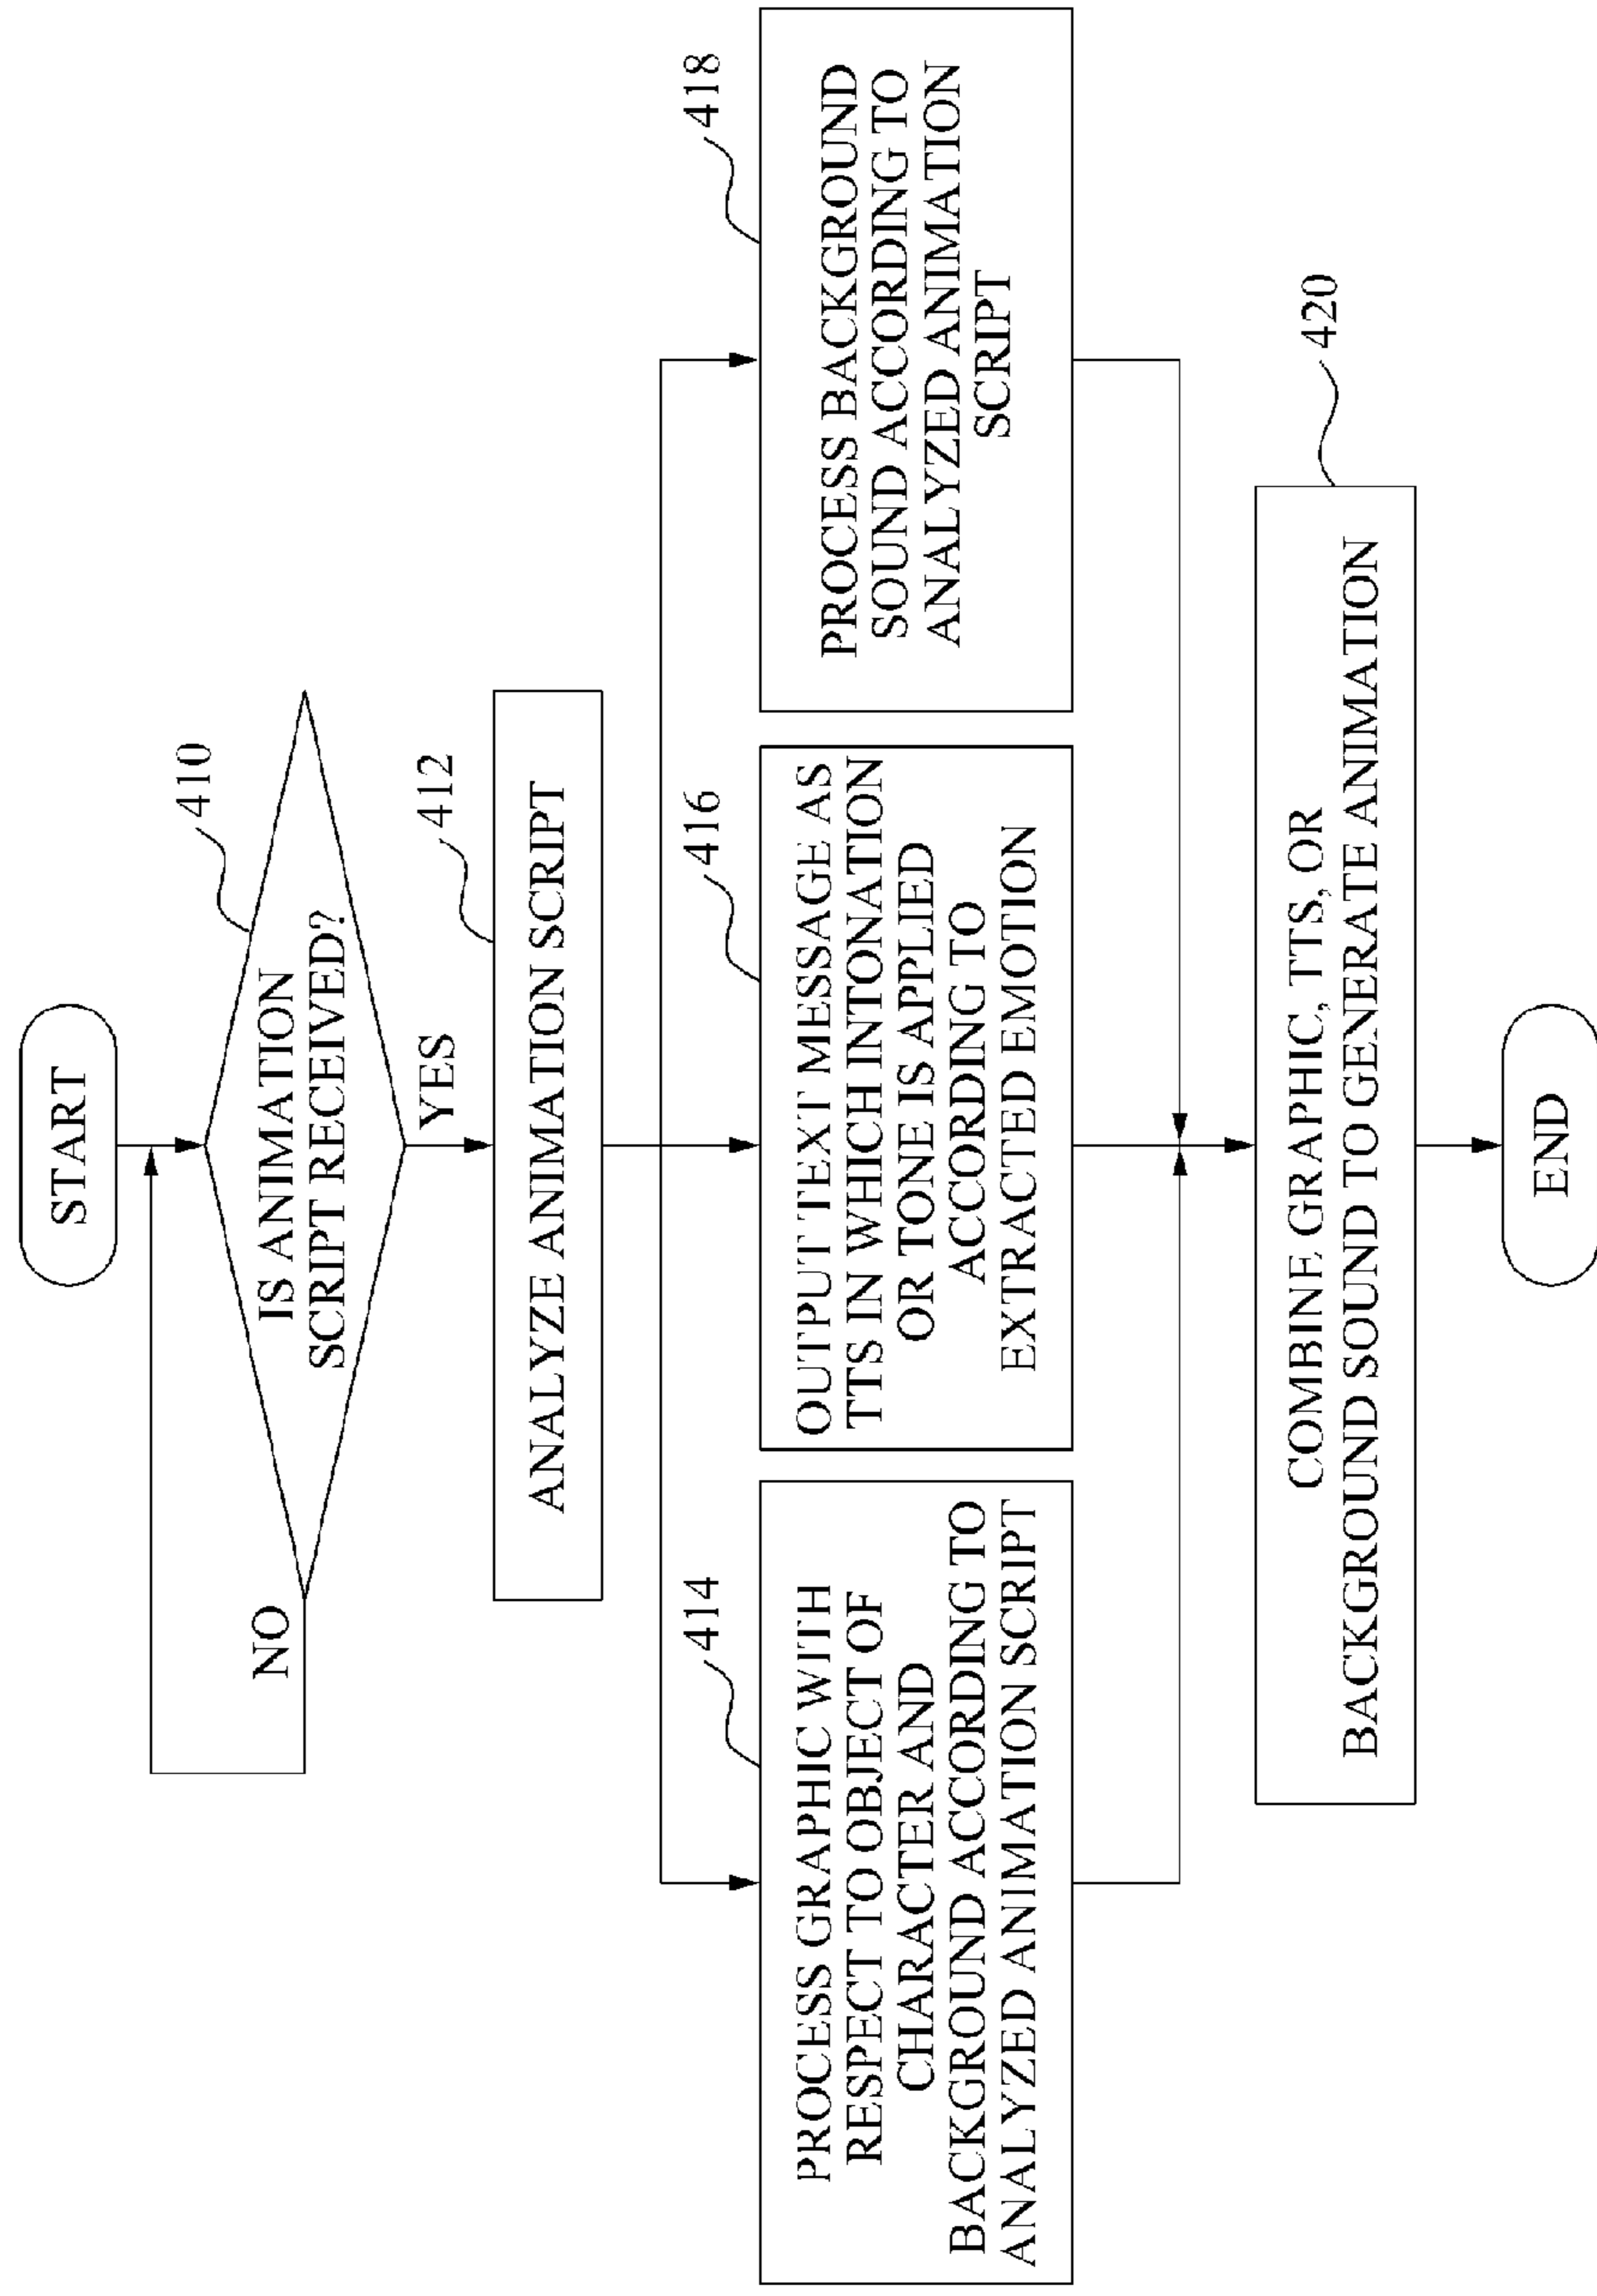 START
410
IS ANIMATION
SCRIPT RECEIVED?
NO
YES
412
ANALYZE ANIMATION SCRIPT
414
PROCESS GRAPHIC WITH
RESPECT TO OBJECT OF
CHARACTER AND
BACKGROUND ACCORDING TO
ANALYZED ANIMATION SCRIPT
416
OUTPUT TEXT MESSAGE AS
TTS IN WHICH INTONATION
OR TONE IS APPLIED
ACCORDING TO
EXTRACTED EMOTION
418
PROCESS BACKGROUND
SOUND ACCORDING TO
ANALYZED ANIMATION
SCRIPT
420
COMBINE GRAPHIC, TTS, OR
BACKGROUND SOUND TO GENERATE ANIMATION
END